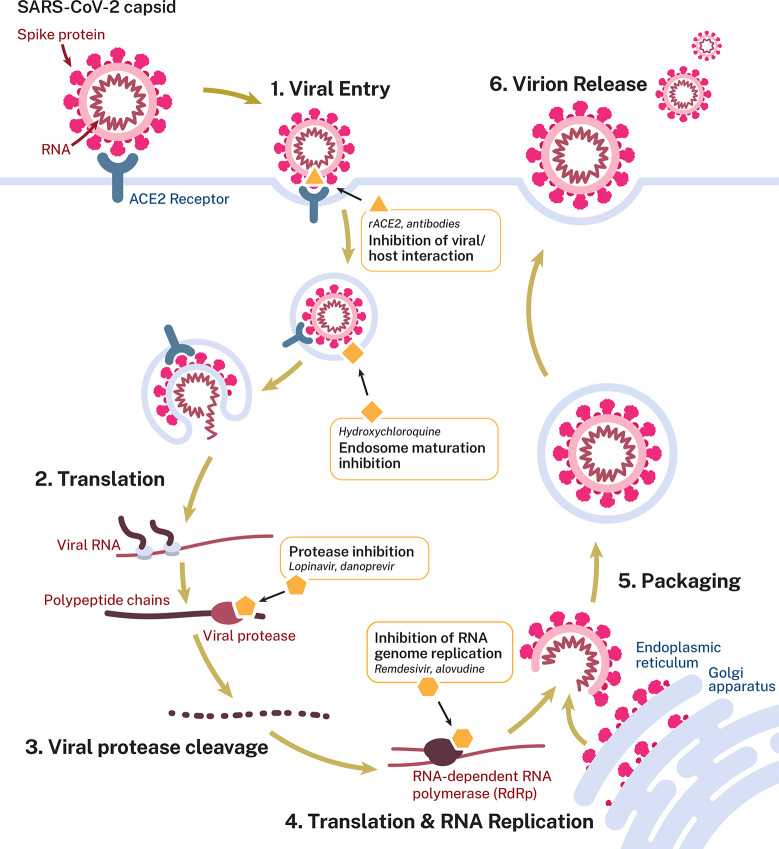 SARS-CoV-2 capsid
Spike protein
RNA
ACE2 Receptor
1. Viral Entry
rACE2, antibodies
Inhibition of viral/
host interaction
Hydroxychloroquine
Endosome maturation
inhibition
2. Translation
Viral RNA
Protease inhibition
Lopinavir, danoprevir
Polypeptide chains
Viral protease
3. Viral protease cleavage
Inhibition of RNA
genome replication
Remdesivir, alovudine
RNA-dependent RNA
polymerase (RdRp)
4. Translation & RNA Replication
5. Packaging
Endoplasmic
reticulum
Golgi
apparatus
6. Virion Release